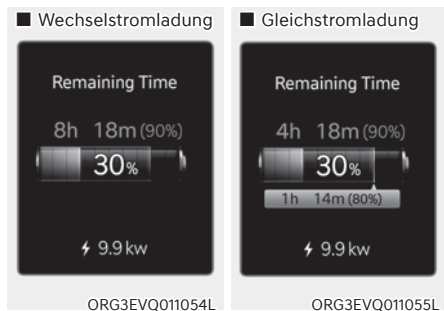 ■ Wechselstromladung
Remaining Time
8h 18m (90%)
30%
9.9 kw
ORG3EVQ011054L
■ Gleichstromladung
Remaining Time
4h 18m (90%)
30%
1h 14m (80%)
9.9 kw
ORG3EVQ011055L